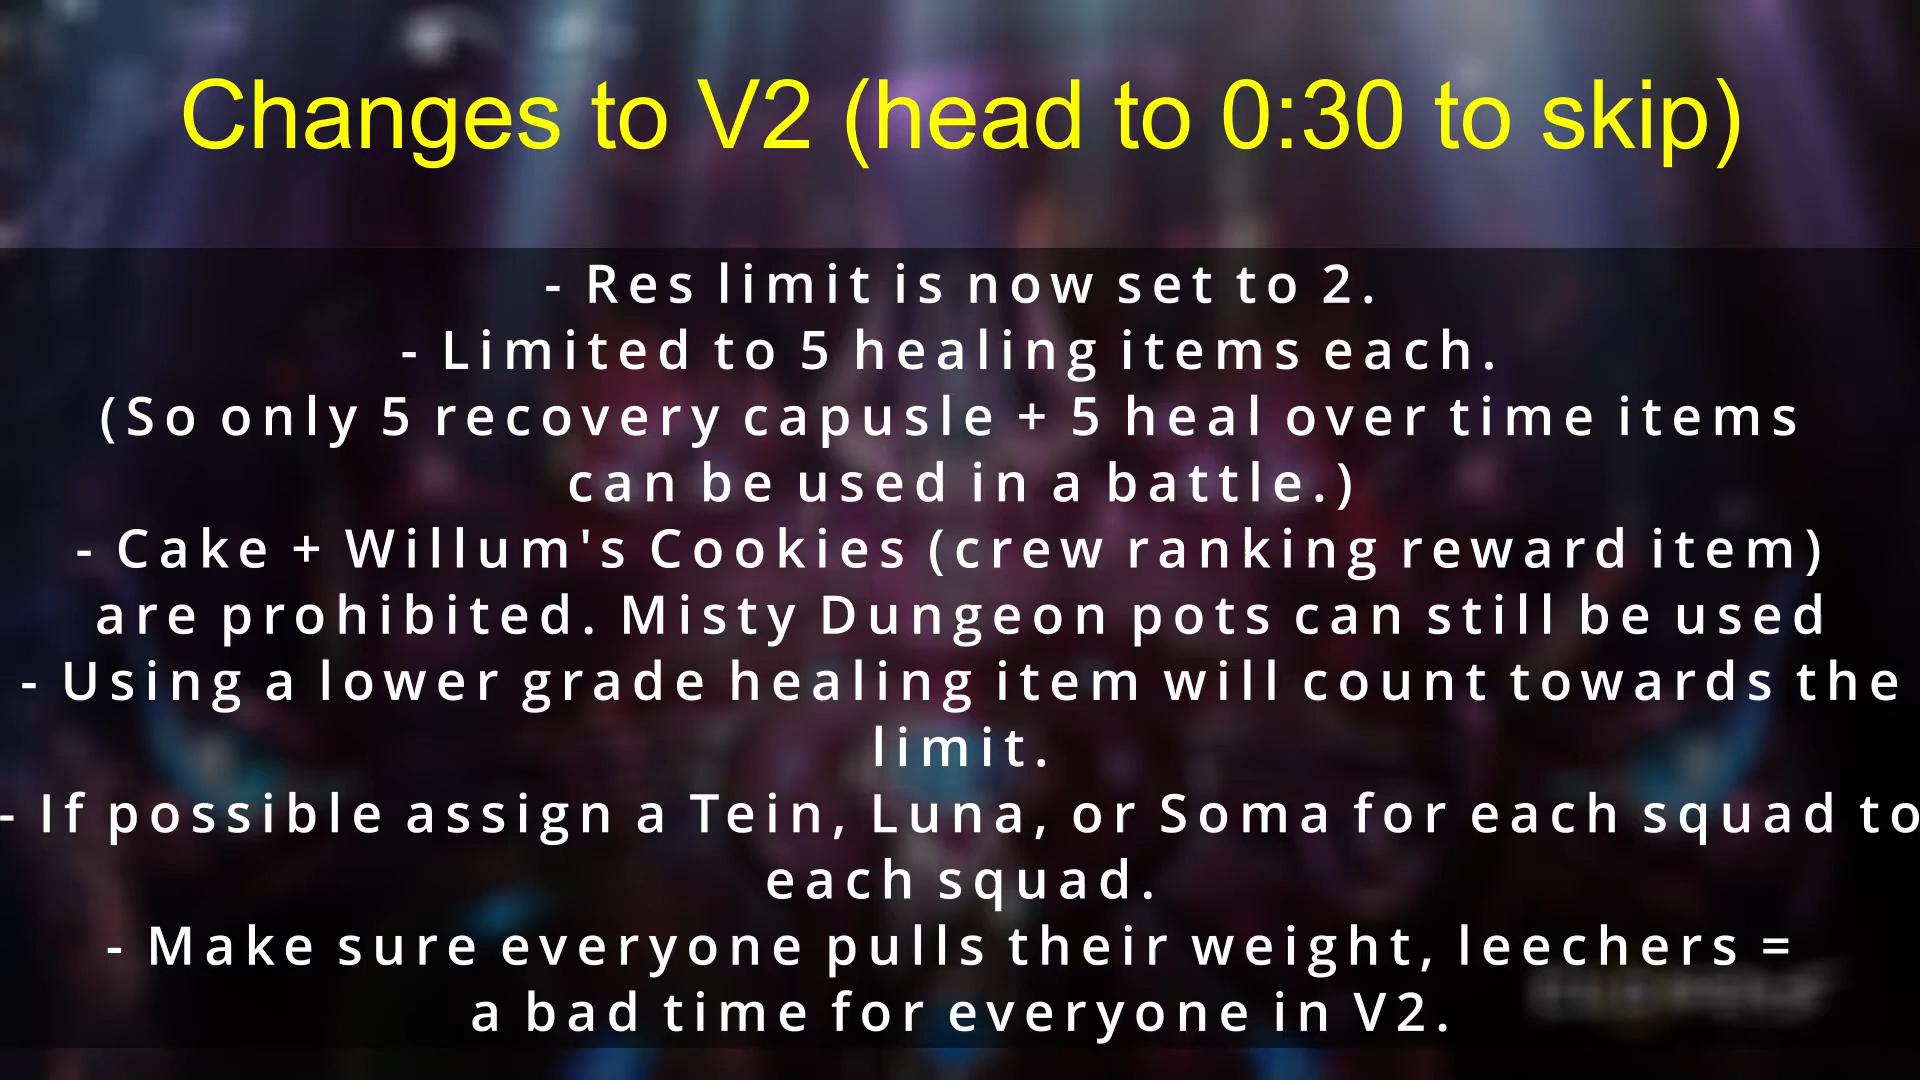 Changes to V2 (head to 0:30 to skip)
- Res limit is now set to 2.
- Limited to 5 healing items each.
(So only 5 recovery capusle + 5 heal over time items
can be used in a battle.)
- Cake + Willum's Cookies (crew ranking reward item)
are prohibited. Misty Dungeon pots can still be used
- Using a lower grade healing item will count towards the
limit.
- If possible assign a Tein, Luna, or Soma for each squad to
each squad.
- Make sure everyone pulls their weight, leechers =
a bad time for everyone in V2.